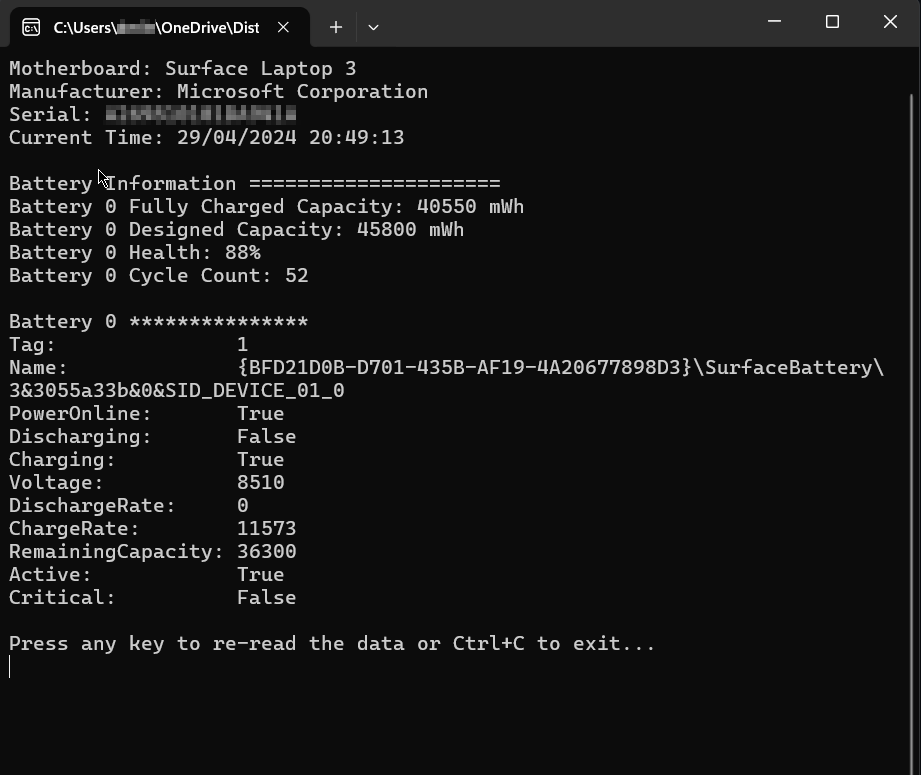 C:\Users\ \OneDrive\Dist
Motherboard: Surface Laptop 3
Manufacturer: Microsoft Corporation
Serial:
Current Time: 29/04/2024 20:49:13
Battery Information =====================
Battery 0 Fully Charged Capacity: 40550 mWh
Battery 0 Designed Capacity: 45800 mWh
Battery 0 Health: 88%
Battery 0 Cycle Count: 52
Battery 0 ***************
Tag: 1
Name: {BFD21D0B-D701-435B-AF19-4A20677898D3}\SurfaceBattery\
3&3055a33b&0&SID_DEVICE_01_0
PowerOnline: True
Discharging: False
Charging: True
Voltage: 8510
DischargeRate: 0
ChargeRate: 11573
RemainingCapacity: 36300
Active: True
Critical: False
Press any key to re-read the data or Ctrl+C to exit...